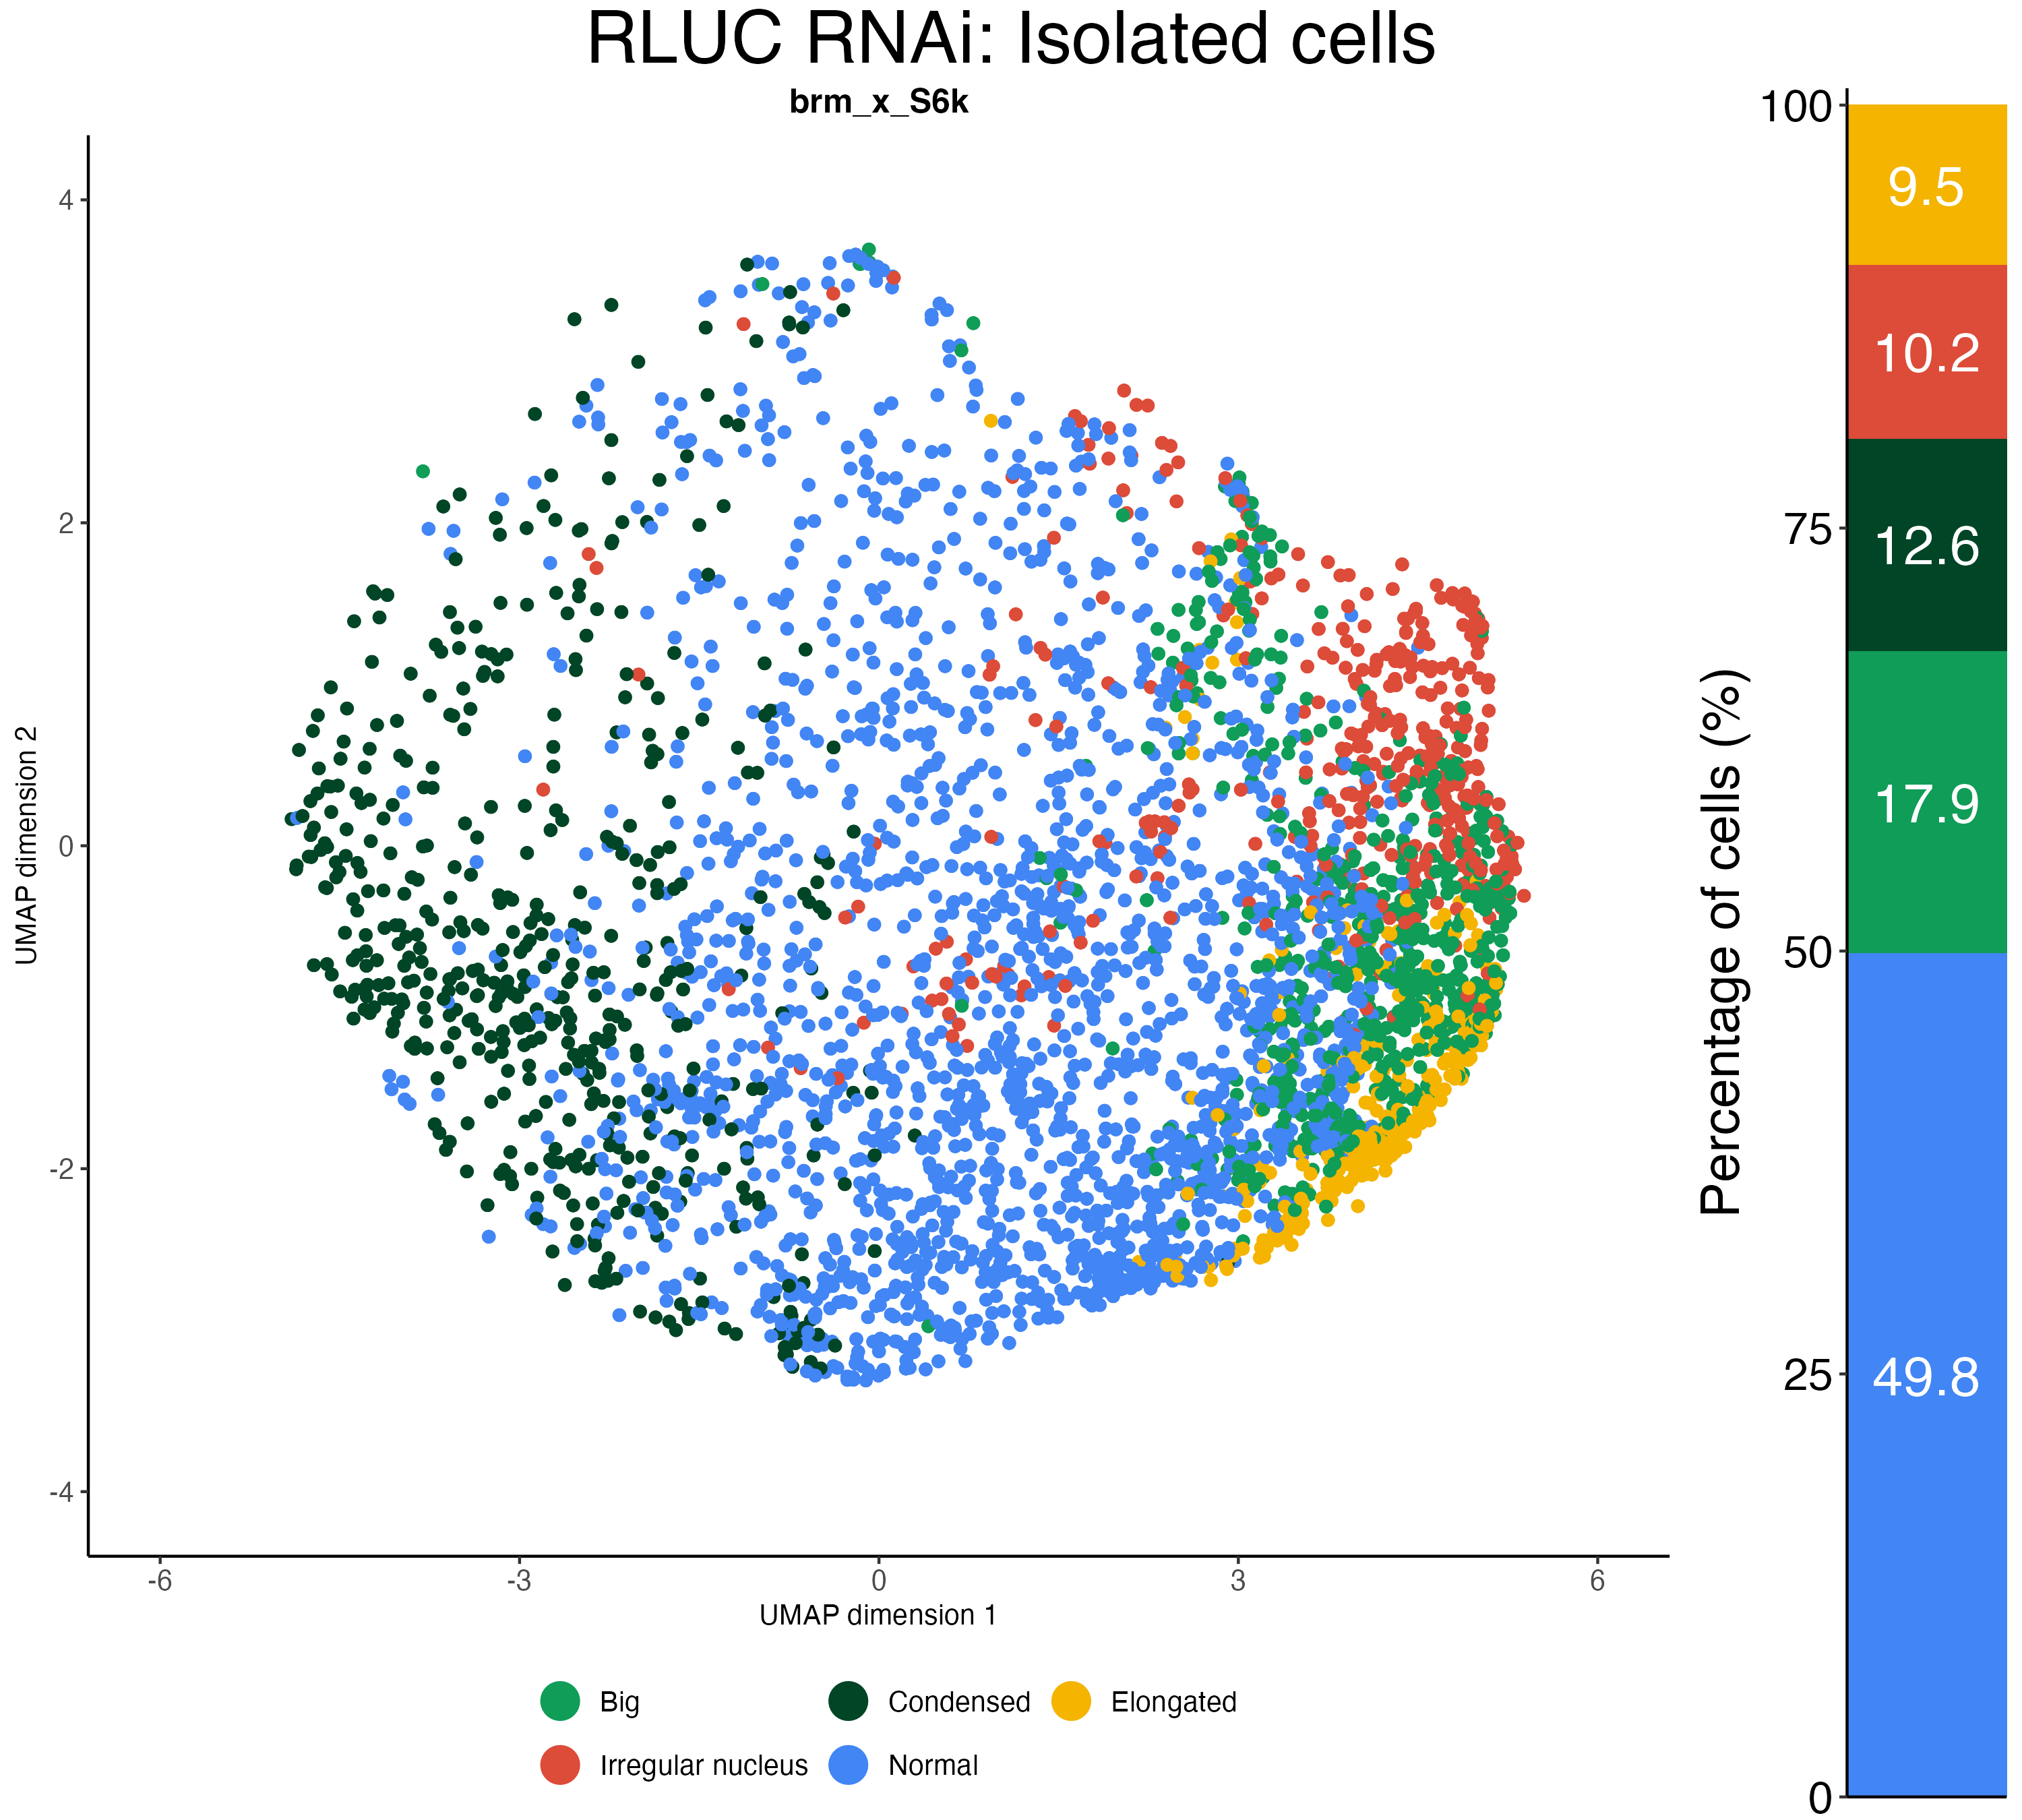 RLUC RNAi: Isolated cells
brm_x_S6k
4
2
0
-2
-4
UMAP dimension 2
-6
-3
0
3
6
UMAP dimension 1
Big
Condensed
Elongated
Irregular nucleus
Normal
Percentage of cells (%)
100
75
50
25
0
9.5
10.2
12.6
17.9
49.8